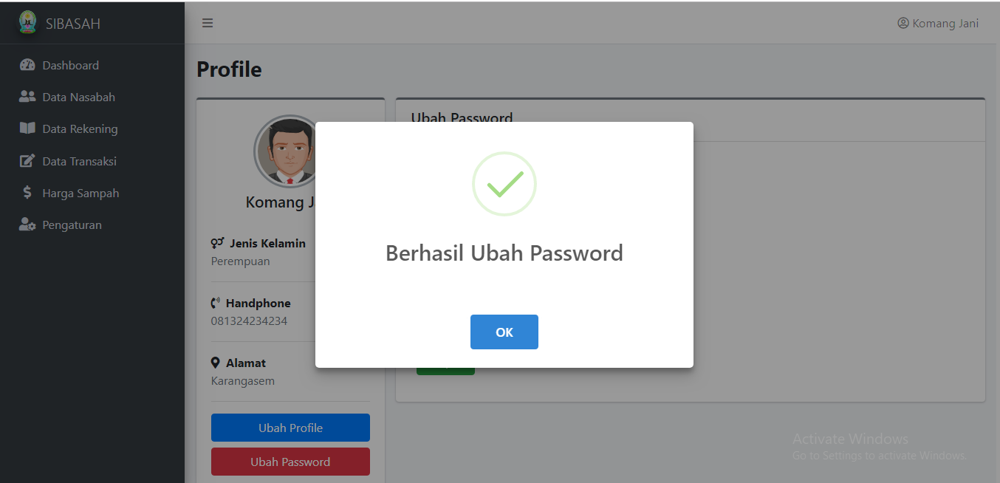 SIBASAH
Komang Jani
Dashboard
Data Nasabah
Data Rekening
Data Transaksi
Harga Sampah
Pengaturan
Profile
Komang J
Jenis Kelamin
Perempuan
Handphone
081324234234
Alamat
Karangasem
Ubah Profile
Ubah Password
Ubah Password
Berhasil Ubah Password
OK
Activate Windows
Go to Settings to activate Windows.